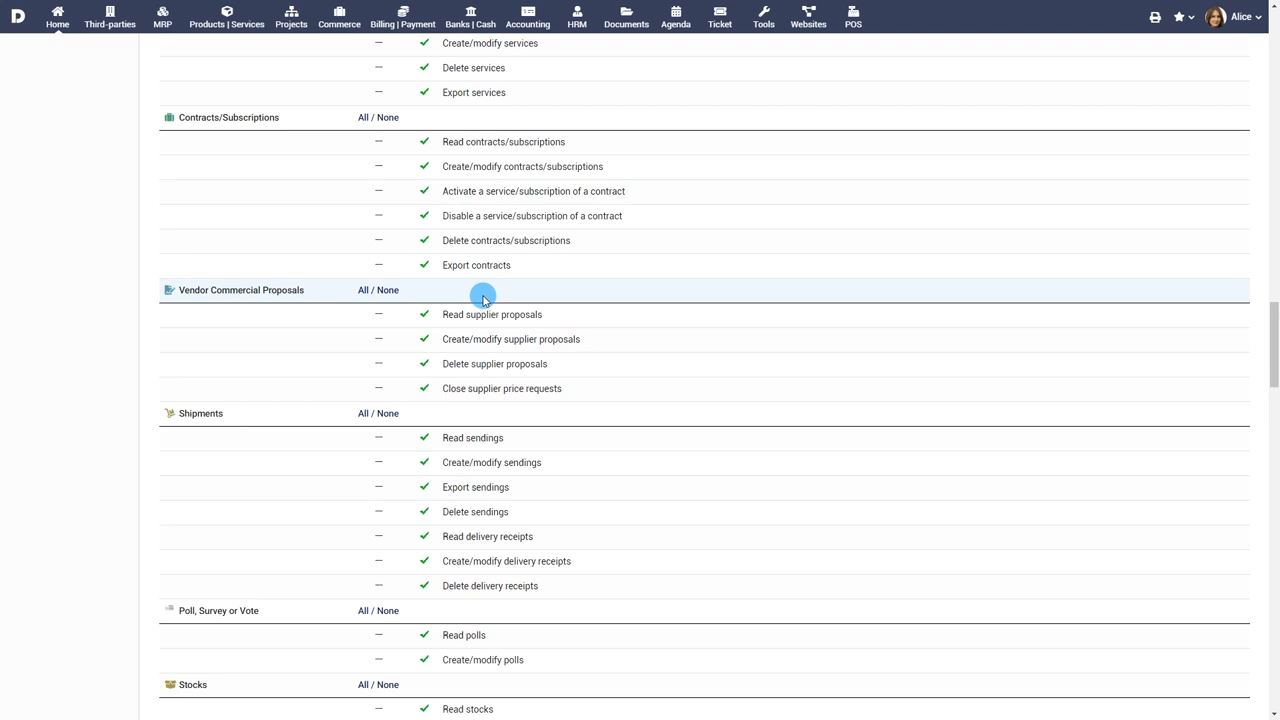 D Home Third-parties MRP Products | Services Projects Commerce Billing | Payment Banks | Cash Accounting HRM Documents Agenda Ticket Tools Websites POS Alice
Create/modify services
Delete services
Export services
Contracts/Subscriptions All / None
Read contracts/subscriptions
Create/modify contracts/subscriptions
Activate a service/subscription of a contract
Disable a service/subscription of a contract
Delete contracts/subscriptions
Export contracts
Vendor Commercial Proposals All / None
Read supplier proposals
Create/modify supplier proposals
Delete supplier proposals
Close supplier price requests
Shipments All / None
Read sendings
Create/modify sendings
Export sendings
Delete sendings
Read delivery receipts
Create/modify delivery receipts
Delete delivery receipts
Poll, Survey or Vote All / None
Read polls
Create/modify polls
Stocks All / None
Read stocks